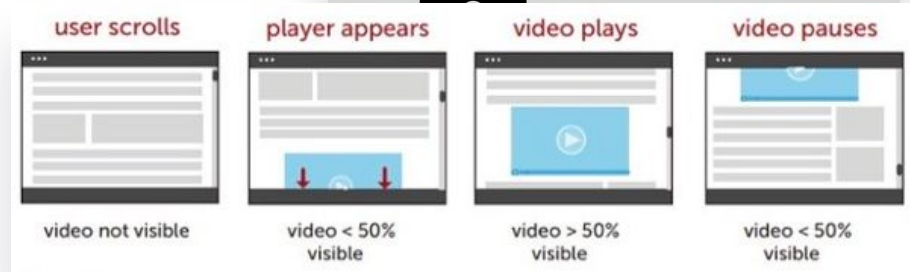 user scrolls
player appears
video plays
video pauses
video not visible
video < 50%
visible
video > 50%
visible
video < 50%
visible